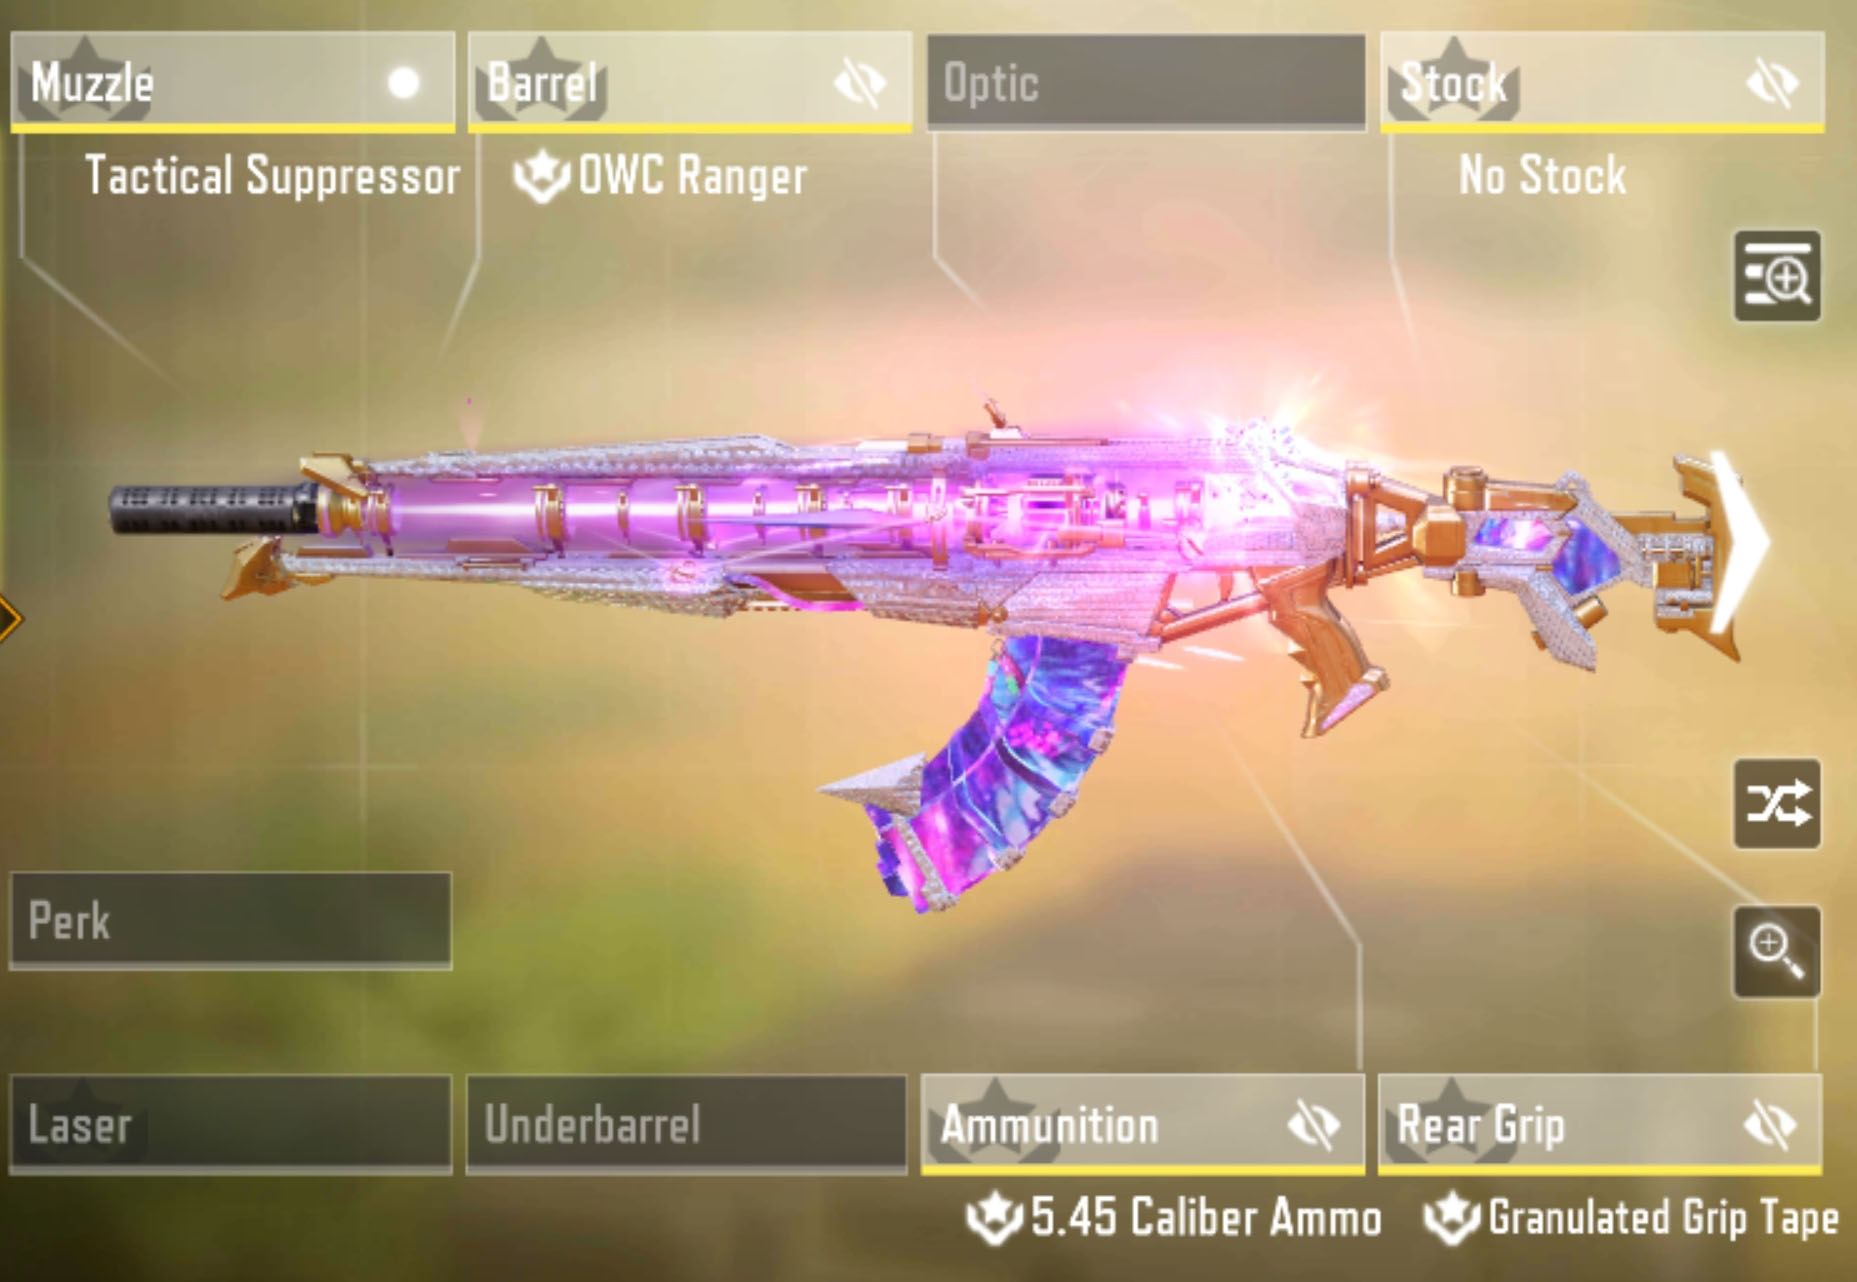 Muzzle
Barrel
Optic
Stock
Tactical Suppressor
OWC Ranger
No Stock
Perk
Laser
Underbarrel
Ammunition
Rear Grip
5.45 Caliber Ammo
Granulated Grip Tape